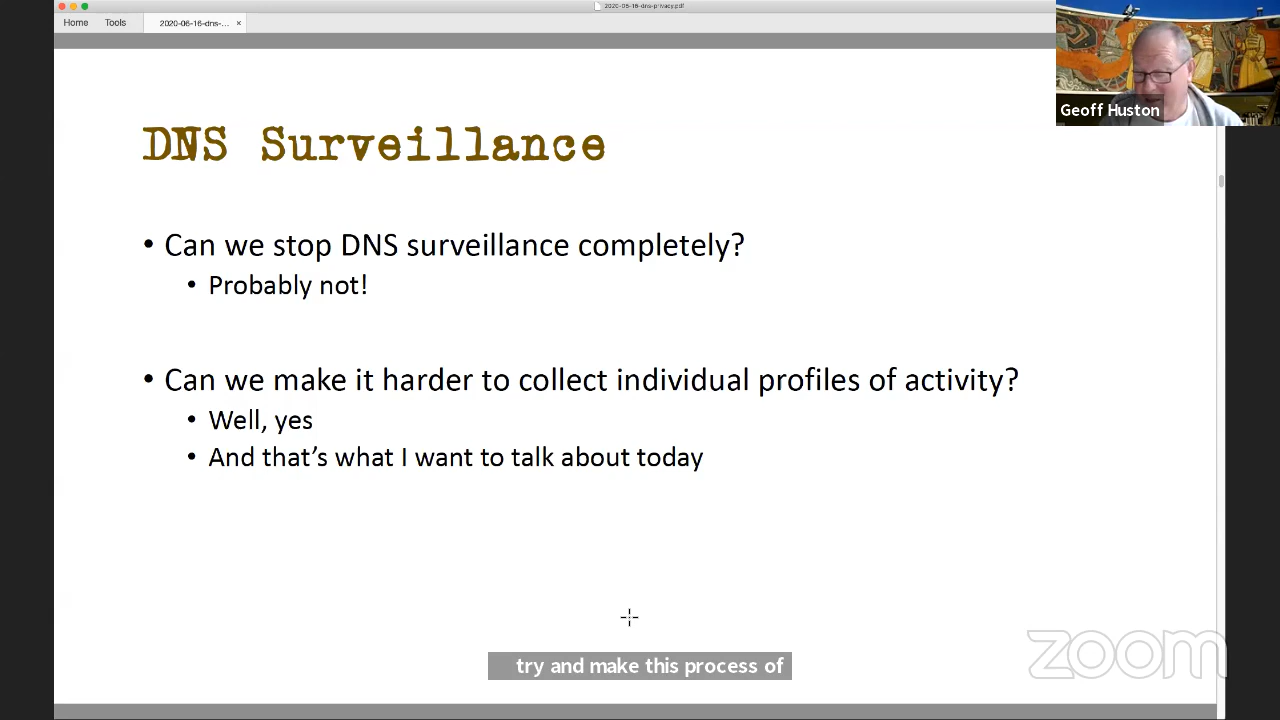 2020-06-16-dns-privacy.pdf
Home Tools 2020-06-16-dns-... ×
Geoff Huston
DNS Surveillance
• Can we stop DNS surveillance completely?
• Probably not!
• Can we make it harder to collect individual profiles of activity?
• Well, yes
• And that's what I want to talk about today
try and make this process of
zoom